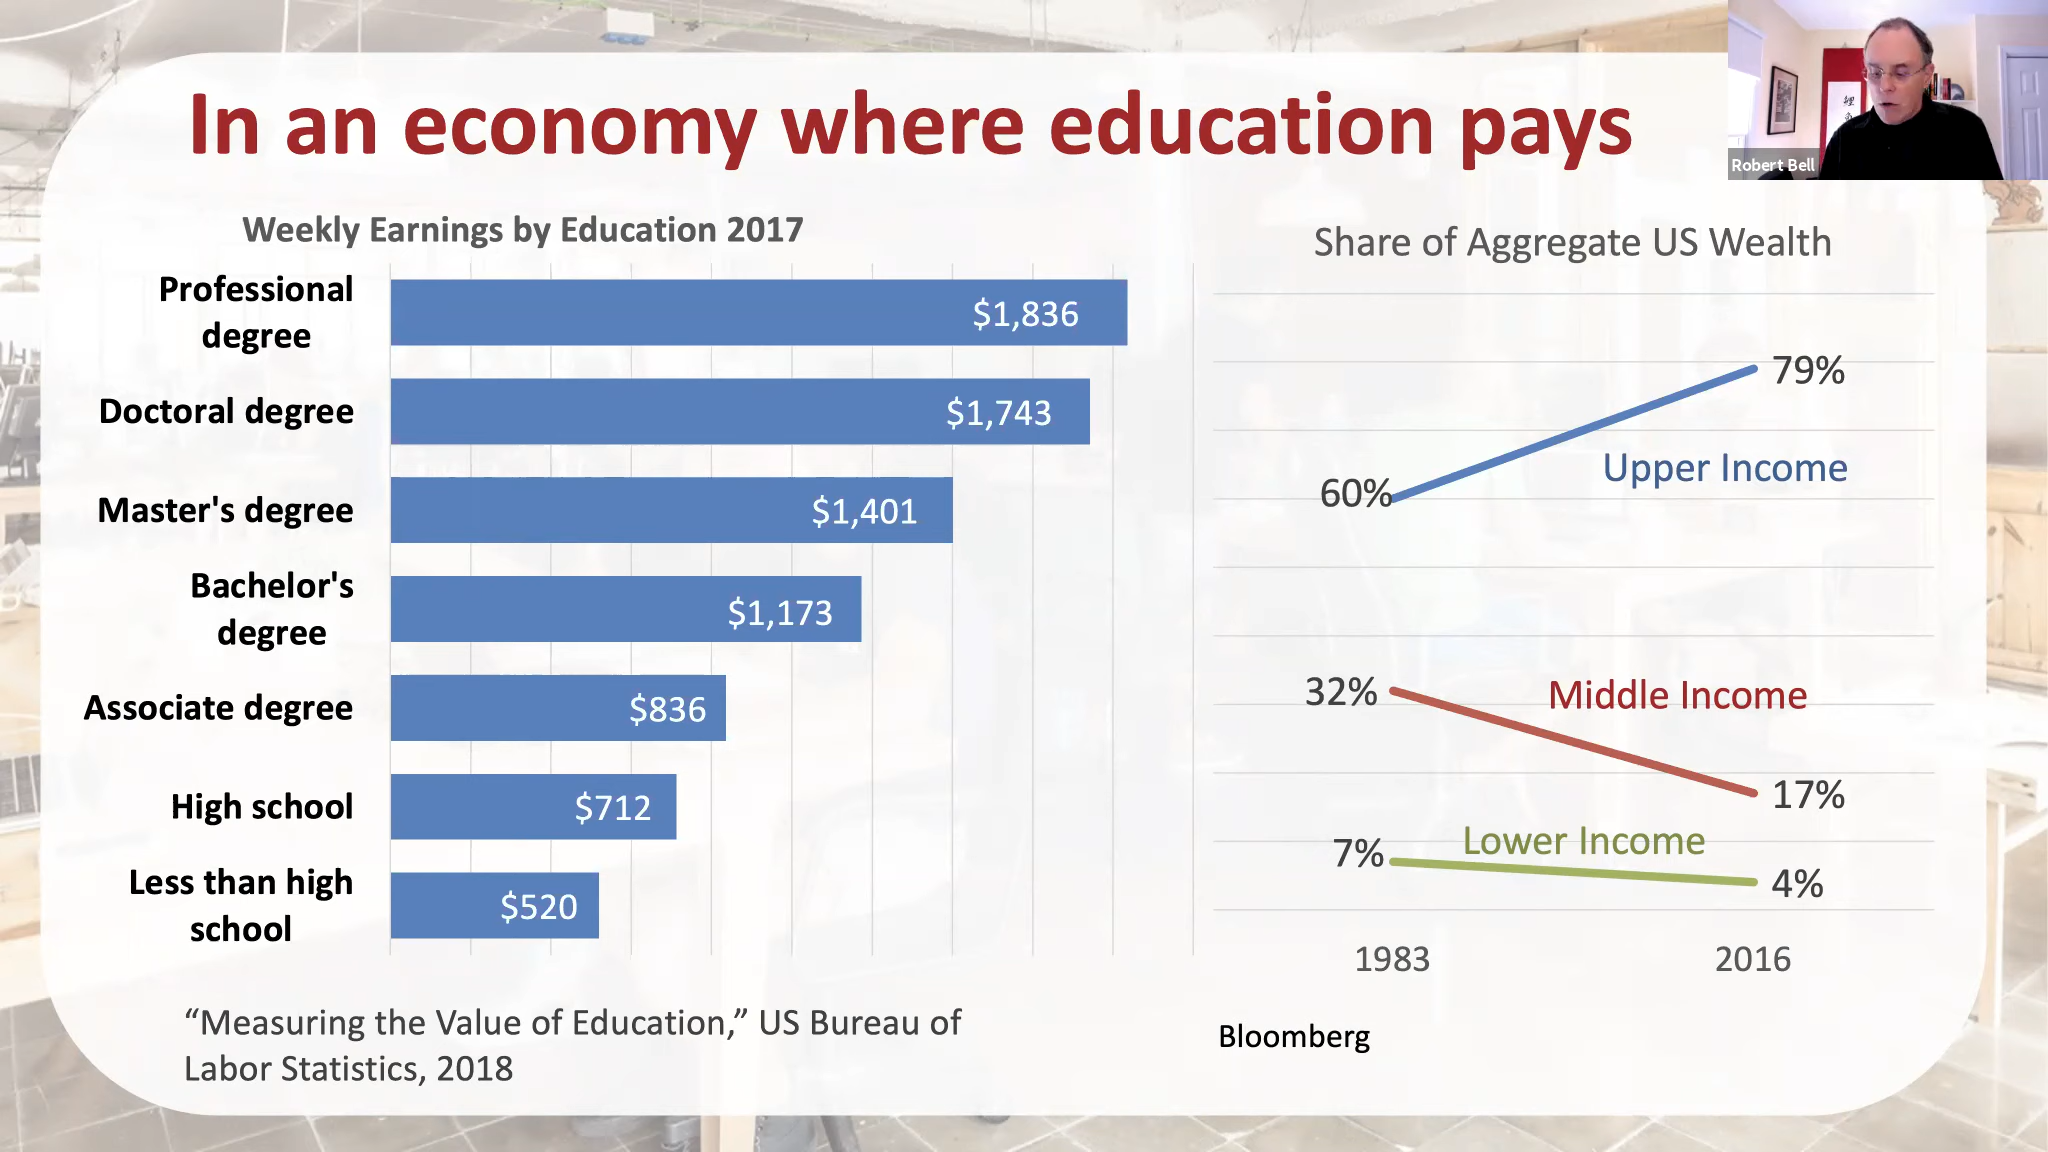 In an economy where education pays
Robert Bell
Weekly Earnings by Education 2017
Professional
degree
$1,836
Doctoral degree
$1,743
Master's degree
$1,401
Bachelor's
degree
$1,173
Associate degree
$836
High school
$712
Less than high
school
$520
“Measuring the Value of Education,” US Bureau of
Labor Statistics, 2018
Share of Aggregate US Wealth
79%
60%
Upper Income
32%
Middle Income
17%
7%
Lower Income
4%
1983
2016
Bloomberg